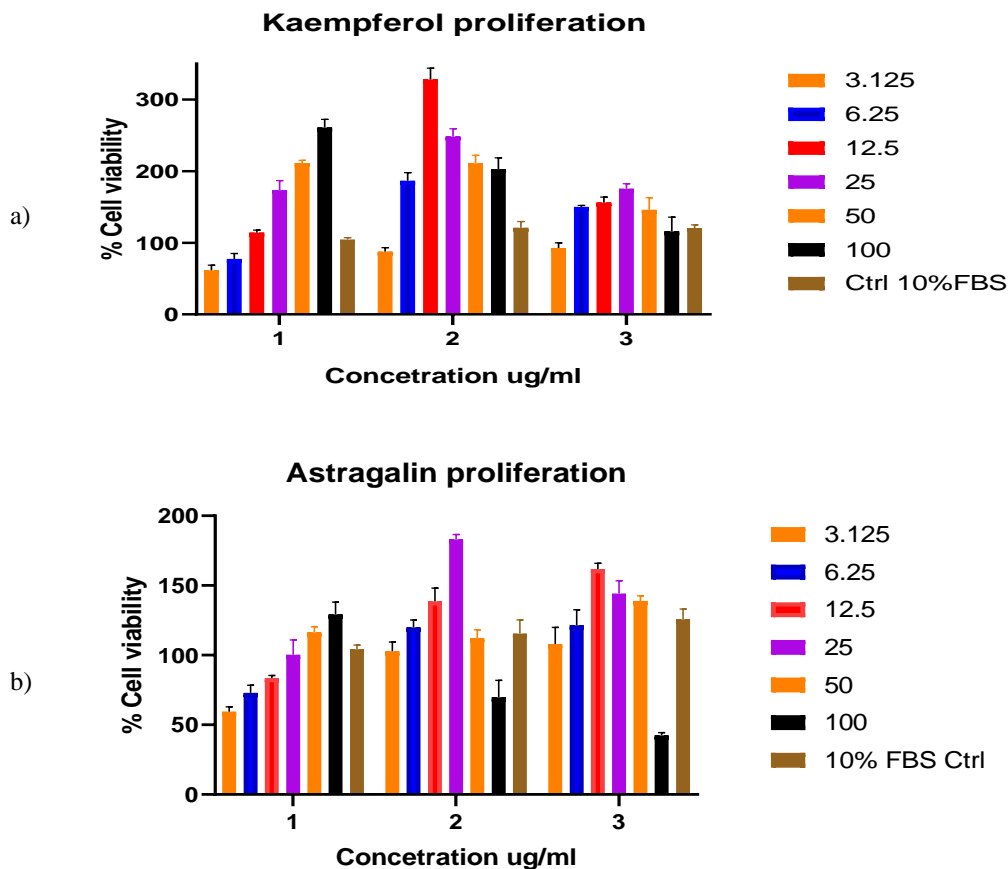 Kaempferol proliferation
a)
% Cell viability
300
200
100
0
1
2
3
Concetration ug/ml
3.125
6.25
12.5
25
50
100
Ctrl 10%FBS
Astragalin proliferation
b)
% Cell viability
200
150
100
50
0
1
2
3
Concetration ug/ml
3.125
6.25
12.5
25
50
100
10% FBS Ctrl